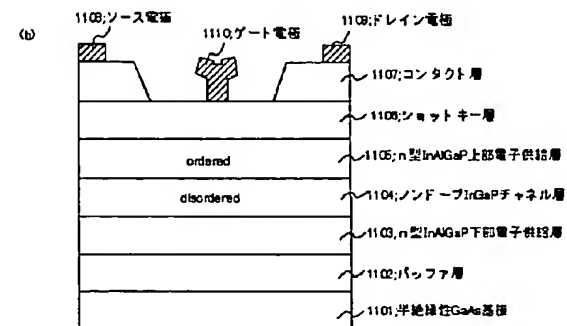 (b)
1108;ソース電極
1110;ゲート電極
1109;ドレイン電極
1107;コンタクト層
1106;ショットキー層
1105;n型InAlGaP上部電子供給層
ordered
1104;ノンドープInGaPチャネル層
disordered
1103;n型InAlGaP下部電子供給層
1102;バッファ層
1101;半絶縁性GaAs基板